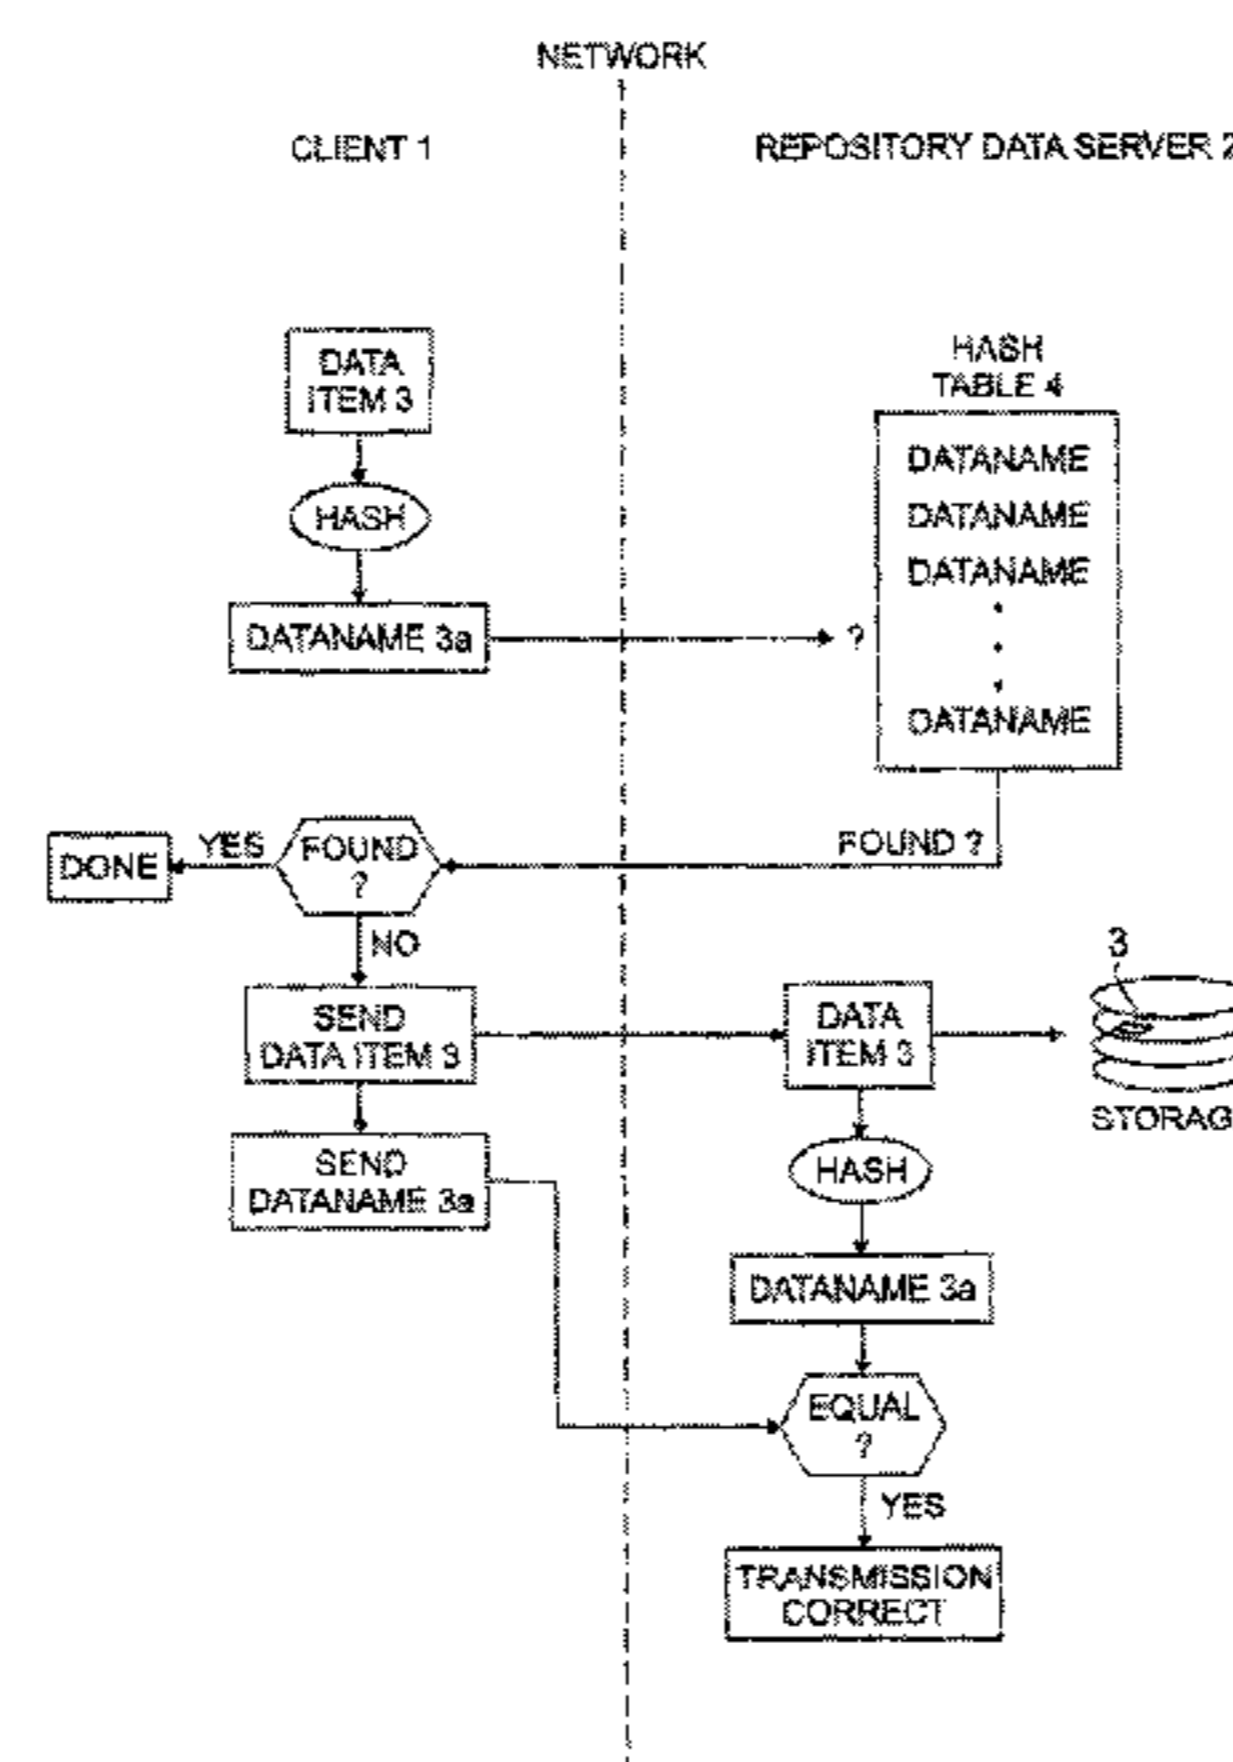 NETWORK
CLIENT 1
REPOSITORY DATA SERVER 2
DATA
ITEM 3
HASH
DATANAME 3a
HASH
TABLE 4
DATANAME
DATANAME
DATANAME
DATANAME
?
FOUND ?
FOUND
?
YES
DONE
NO
SEND
DATA ITEM 3
SEND
DATANAME 3a
DATA
ITEM 3
3
STORAG
HASH
DATANAME 3a
EQUAL
?
YES
TRANSMISSION
CORRECT